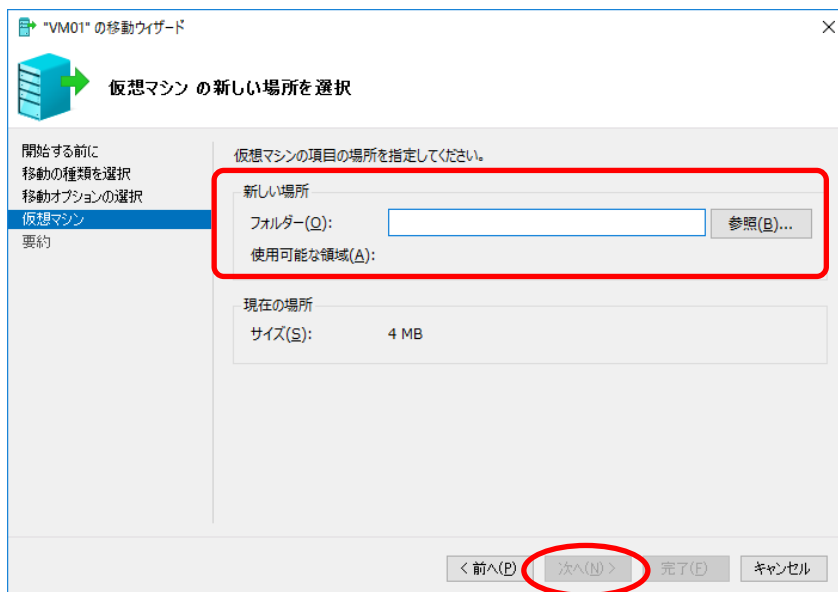 "VM01" の移動ウィザード
仮想マシン の新しい場所を選択
開始する前に
移動の種類を選択
移動オプションの選択
仮想マシン
要約
仮想マシンの項目の場所を指定してください。
新しい場所
フォルダー(O):
参照(B)...
使用可能な領域(A):
現在の場所
サイズ(S): 4 MB
< 前へ(P)
次へ(N) >
完了(F)
キャンセル